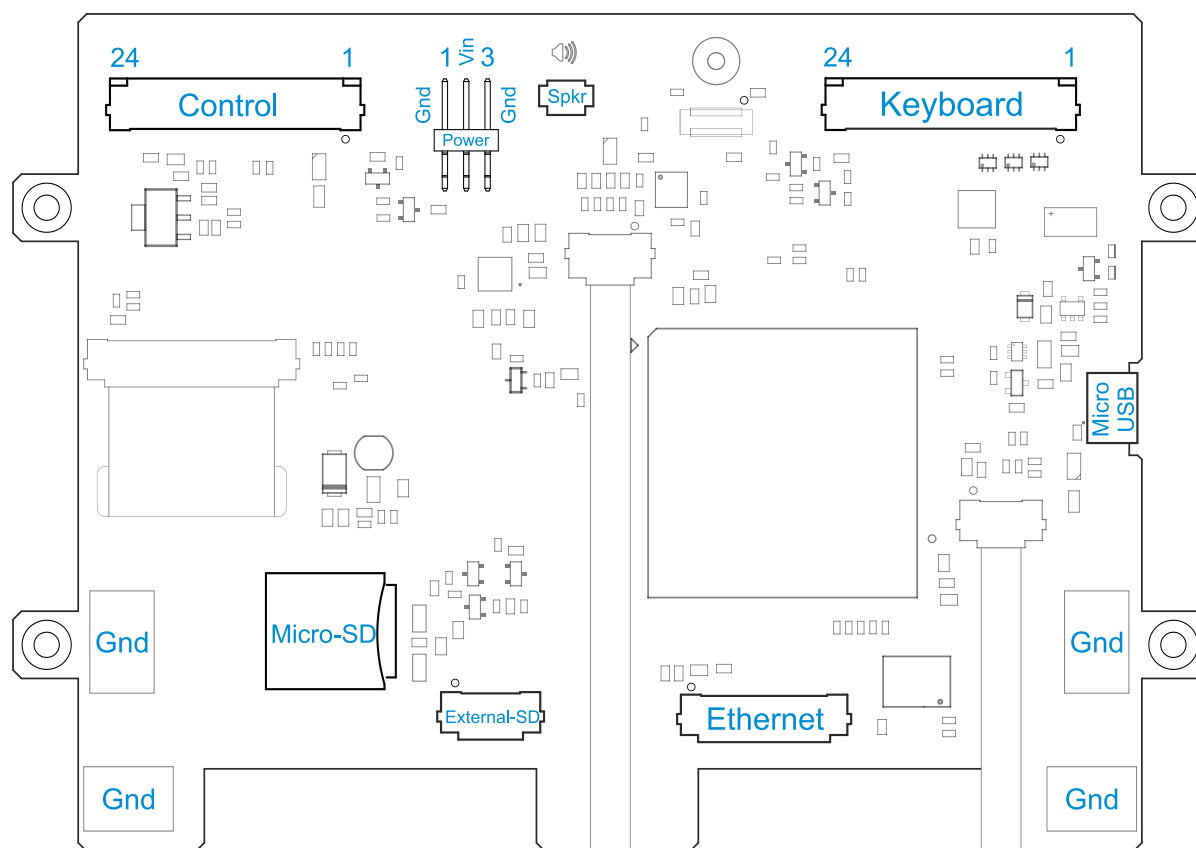 24
1
Control
1
Vin
3
Gnd
Gnd
Power
Spkr
24
1
Keyboard
Micro
USB
Gnd
Micro-SD
Gnd
External-SD
Ethernet
Gnd
Gnd